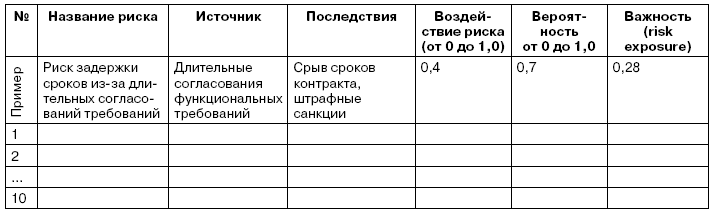 № Название риска Источник Последствия Воздей-
ствие риска
(от 0 до 1,0) Вероят-
ность
от 0 до 1,0 Важность
(risk
exposure)
Пример Риск задержки
сроков из-за дли-
тельных согласо-
ваний требований Длительные
согласования
функциональных
требований Срыв сроков
контракта,
штрафные
санкции 0,4 0,7 0,28
1
2
...
10